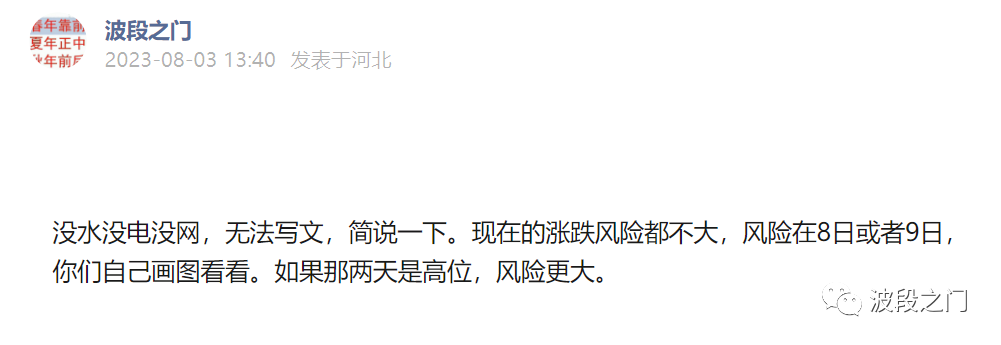 春年靠前
夏年正中
年前
波段之门
2023-08-03 13:40 发表于河北
没水没电没网，无法写文，简说一下。现在的涨跌风险都不大，风险在8日或者9日，
你们自己画图看看。如果那两天是高位，风险更大。
波段之门